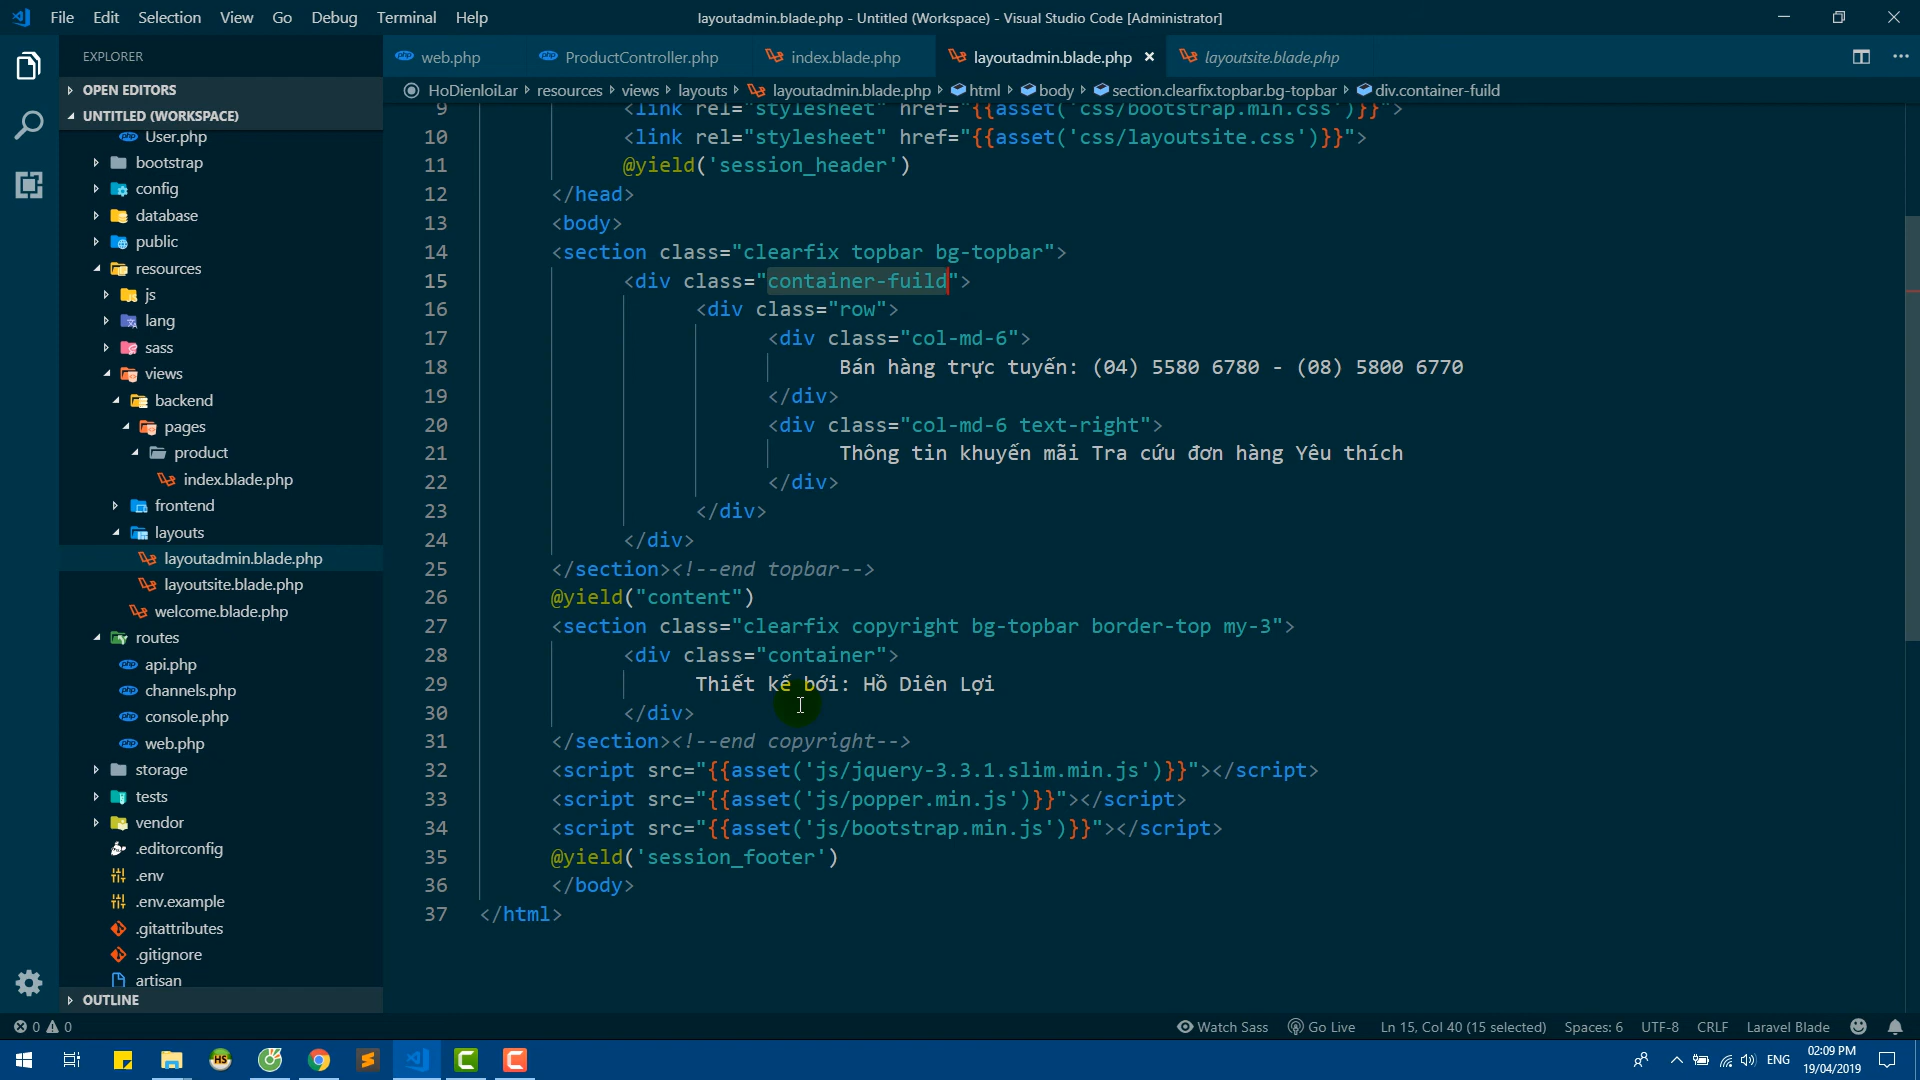 File Edit Selection View Go Debug Terminal Help
layoutadmin.blade.php - Untitled (Workspace) - Visual Studio Code [Administrator]
EXPLORER
web.php
ProductController.php
index.blade.php
layoutadmin.blade.php
layoutsite.blade.php
OPEN EDITORS
HoDienloiLar resources views layouts layoutadmin.blade.php html body section.clearfix.topbar.bg-topbar div.container-fuild
UNTITLED (WORKSPACE)
User.php
bootstrap
config
database
public
resources
js
lang
sass
views
backend
pages
product
index.blade.php
frontend
layouts
layoutadmin.blade.php
layoutsite.blade.php
welcome.blade.php
routes
api.php
channels.php
console.php
web.php
storage
tests
vendor
.editorconfig
.env
.env.example
.gitattributes
.gitignore
artisan
OUTLINE
9 <link rel="stylesheet" href="{{asset('css/bootstrap.min.css')}}">
10 <link rel="stylesheet" href="{{asset('css/layoutsite.css')}}">
11 @yield('session_header')
12 </head>
13 <body>
14 <section class="clearfix topbar bg-topbar">
15 <div class="container-fuild">
16 <div class="row">
17 <div class="col-md-6">
18 Bán hàng trực tuyến: (04) 5580 6780 - (08) 5800 6770
19 </div>
20 <div class="col-md-6 text-right">
21 Thông tin khuyến mãi Tra cứu đơn hàng Yêu thích
22 </div>
23 </div>
24 </div>
25 </section><!--end topbar-->
26 @yield("content")
27 <section class="clearfix copyright bg-topbar border-top my-3">
28 <div class="container">
29 Thiết kế bới: Hồ Diên Lợi
30 </div>
31 </section><!--end copyright-->
32 <script src="{{asset('js/jquery-3.3.1.slim.min.js')}}"></script>
33 <script src="{{asset('js/popper.min.js')}}"></script>
34 <script src="{{asset('js/bootstrap.min.js')}}"></script>
35 @yield('session_footer')
36 </body>
37 </html>
0 0
Watch Sass Go Live Ln 15, Col 40 (15 selected) Spaces: 6 UTF-8 CRLF Laravel Blade
HS
ENG
02:09 PM
19/04/2019